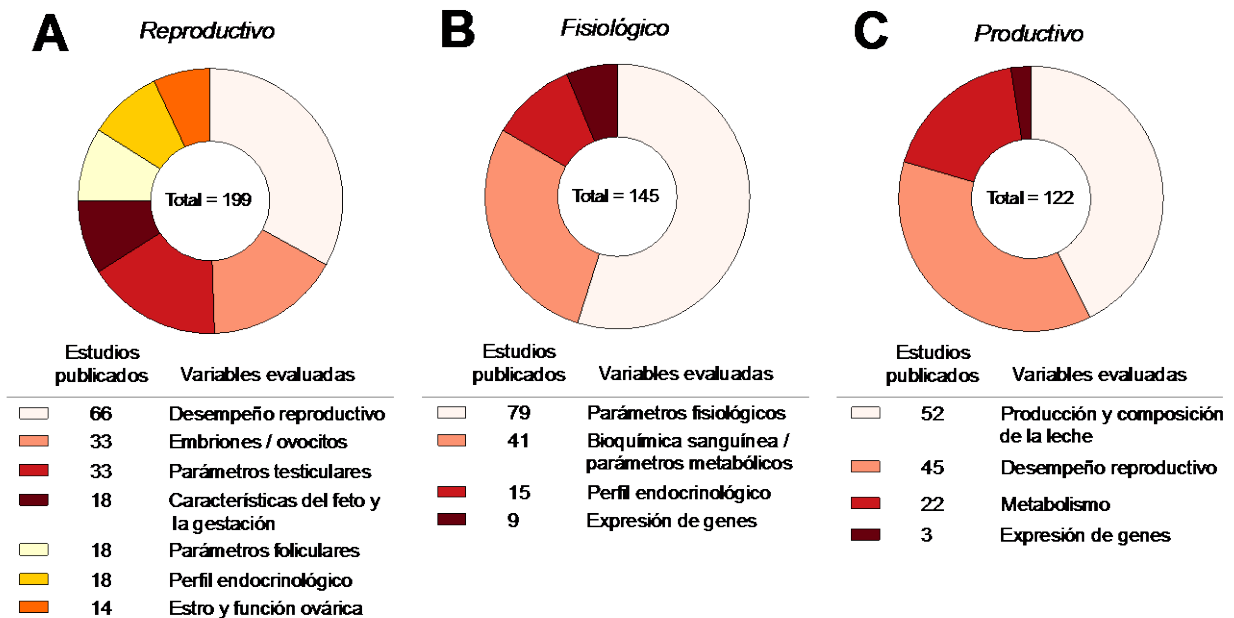 A
Reproductivo
Total = 199
Estudios
publicados
Variables evaluadas
66 Desempeño reproductivo
33 Embriones / ovocitos
33 Parámetros testiculares
18 Características del feto y
la gestación
18 Parámetros foliculares
18 Perfil endocrinológico
14 Estro y función ovárica
B
Fisiológico
Total = 145
Estudios
publicados
Variables evaluadas
79 Parámetros fisiológicos
41 Bioquímica sanguínea /
parámetros metabólicos
15 Perfil endocrinológico
9 Expresión de genes
C
Productivo
Total = 122
Estudios
publicados
Variables evaluadas
52 Producción y composición
de la leche
45 Desempeño reproductivo
22 Metabolismo
3 Expresión de genes